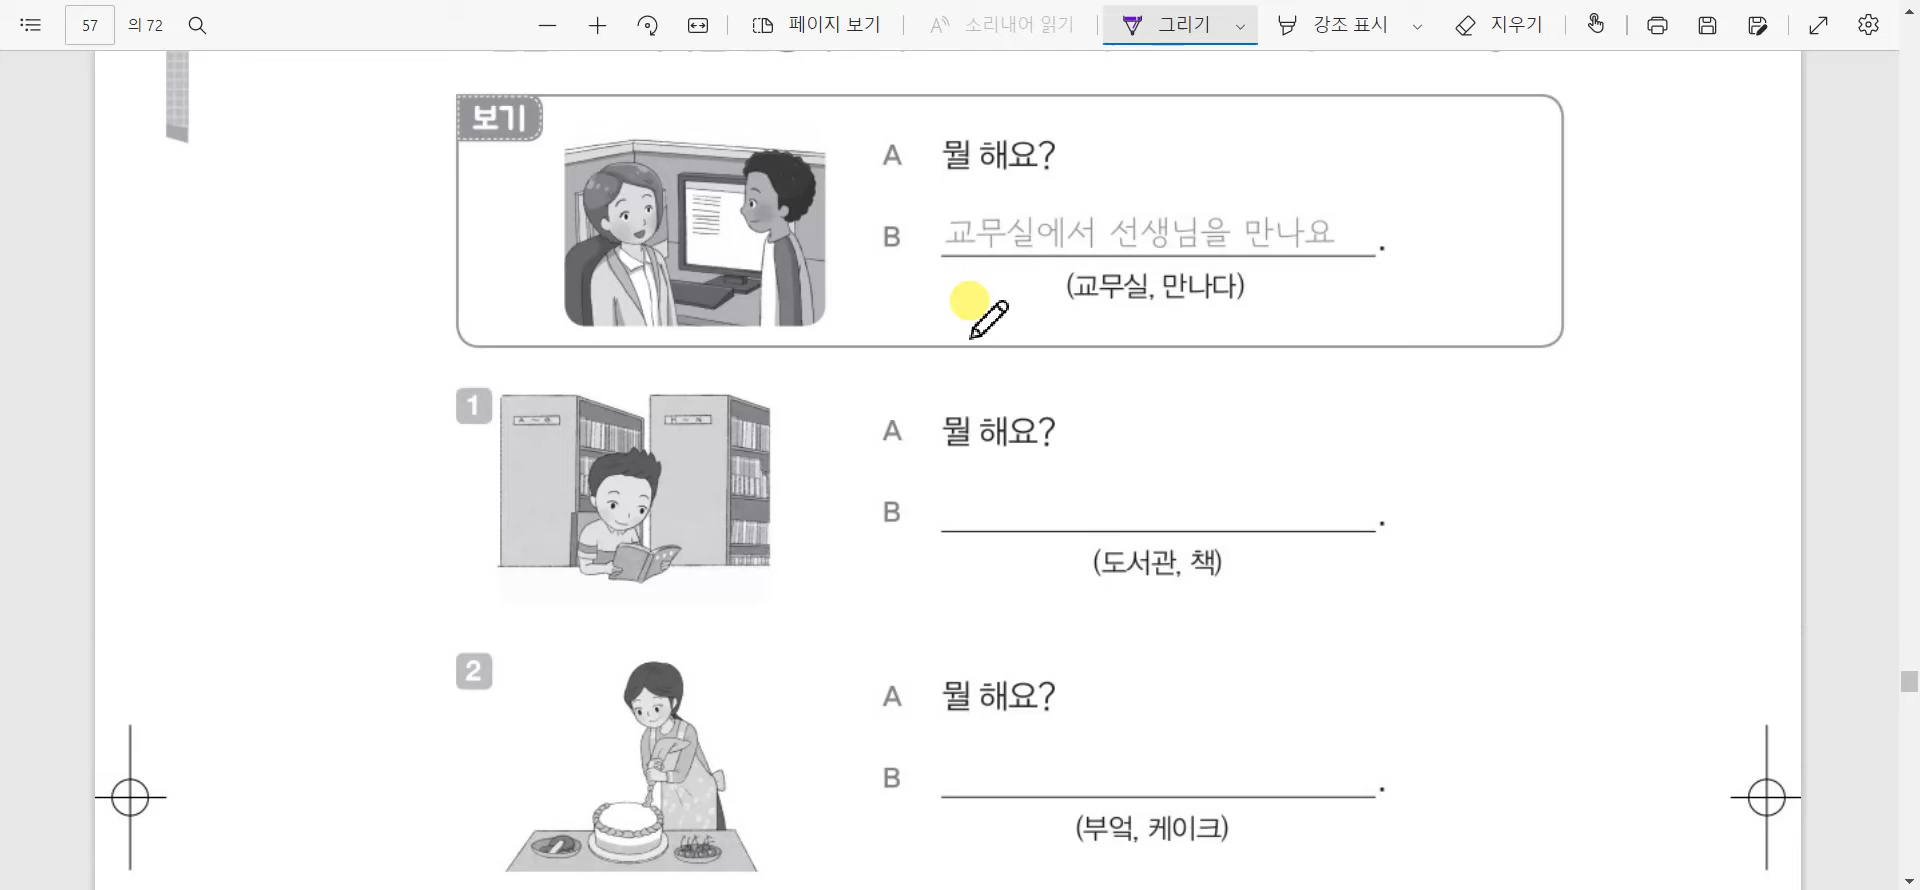 57 의 72 페이지 보기 소리내어 읽기 그리기 강조 표시 지우기
보기
A 뭘 해요?
B 교무실에서 선생님을 만나요.
(교무실, 만나다)
1
A 뭘 해요?
B .
(도서관, 책)
2
A 뭘 해요?
B .
(부엌, 케이크)